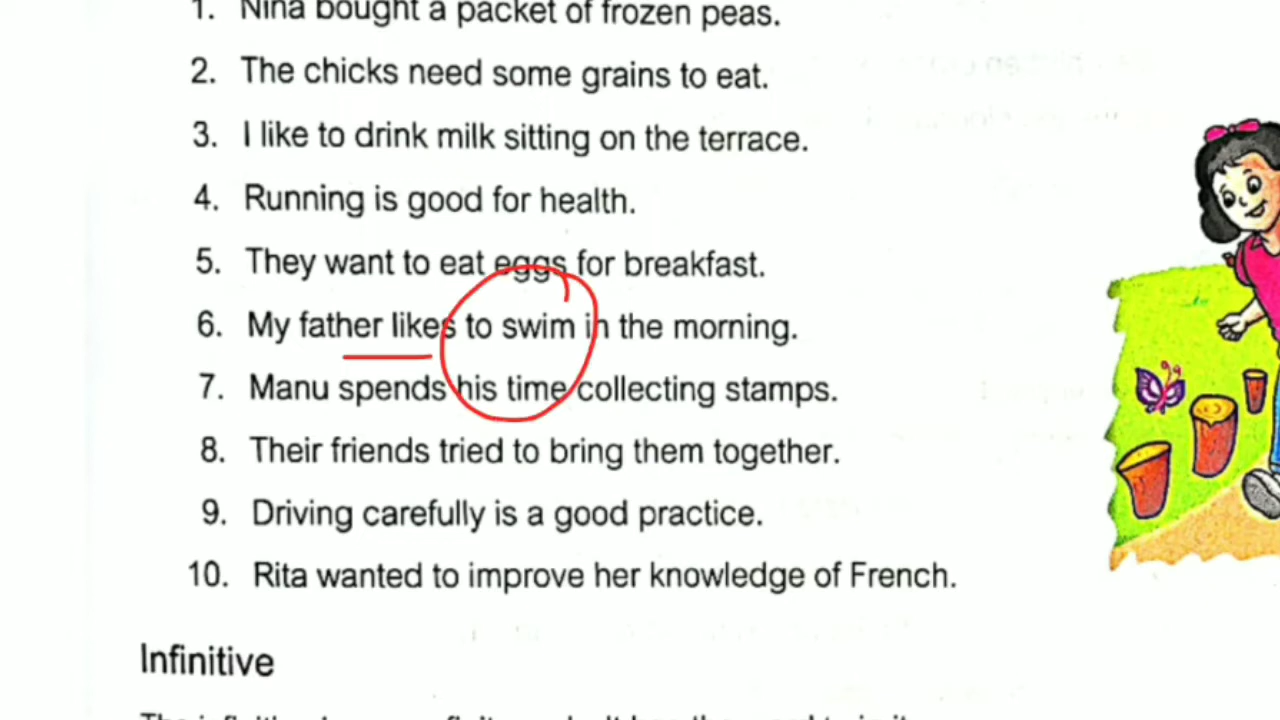 1. Nina bought a packet of frozen peas.
2. The chicks need some grains to eat.
3. I like to drink milk sitting on the terrace.
4. Running is good for health.
5. They want to eat eggs for breakfast.
6. My father likes to swim in the morning.
7. Manu spends his time collecting stamps.
8. Their friends tried to bring them together.
9. Driving carefully is a good practice.
10. Rita wanted to improve her knowledge of French.
Infinitive